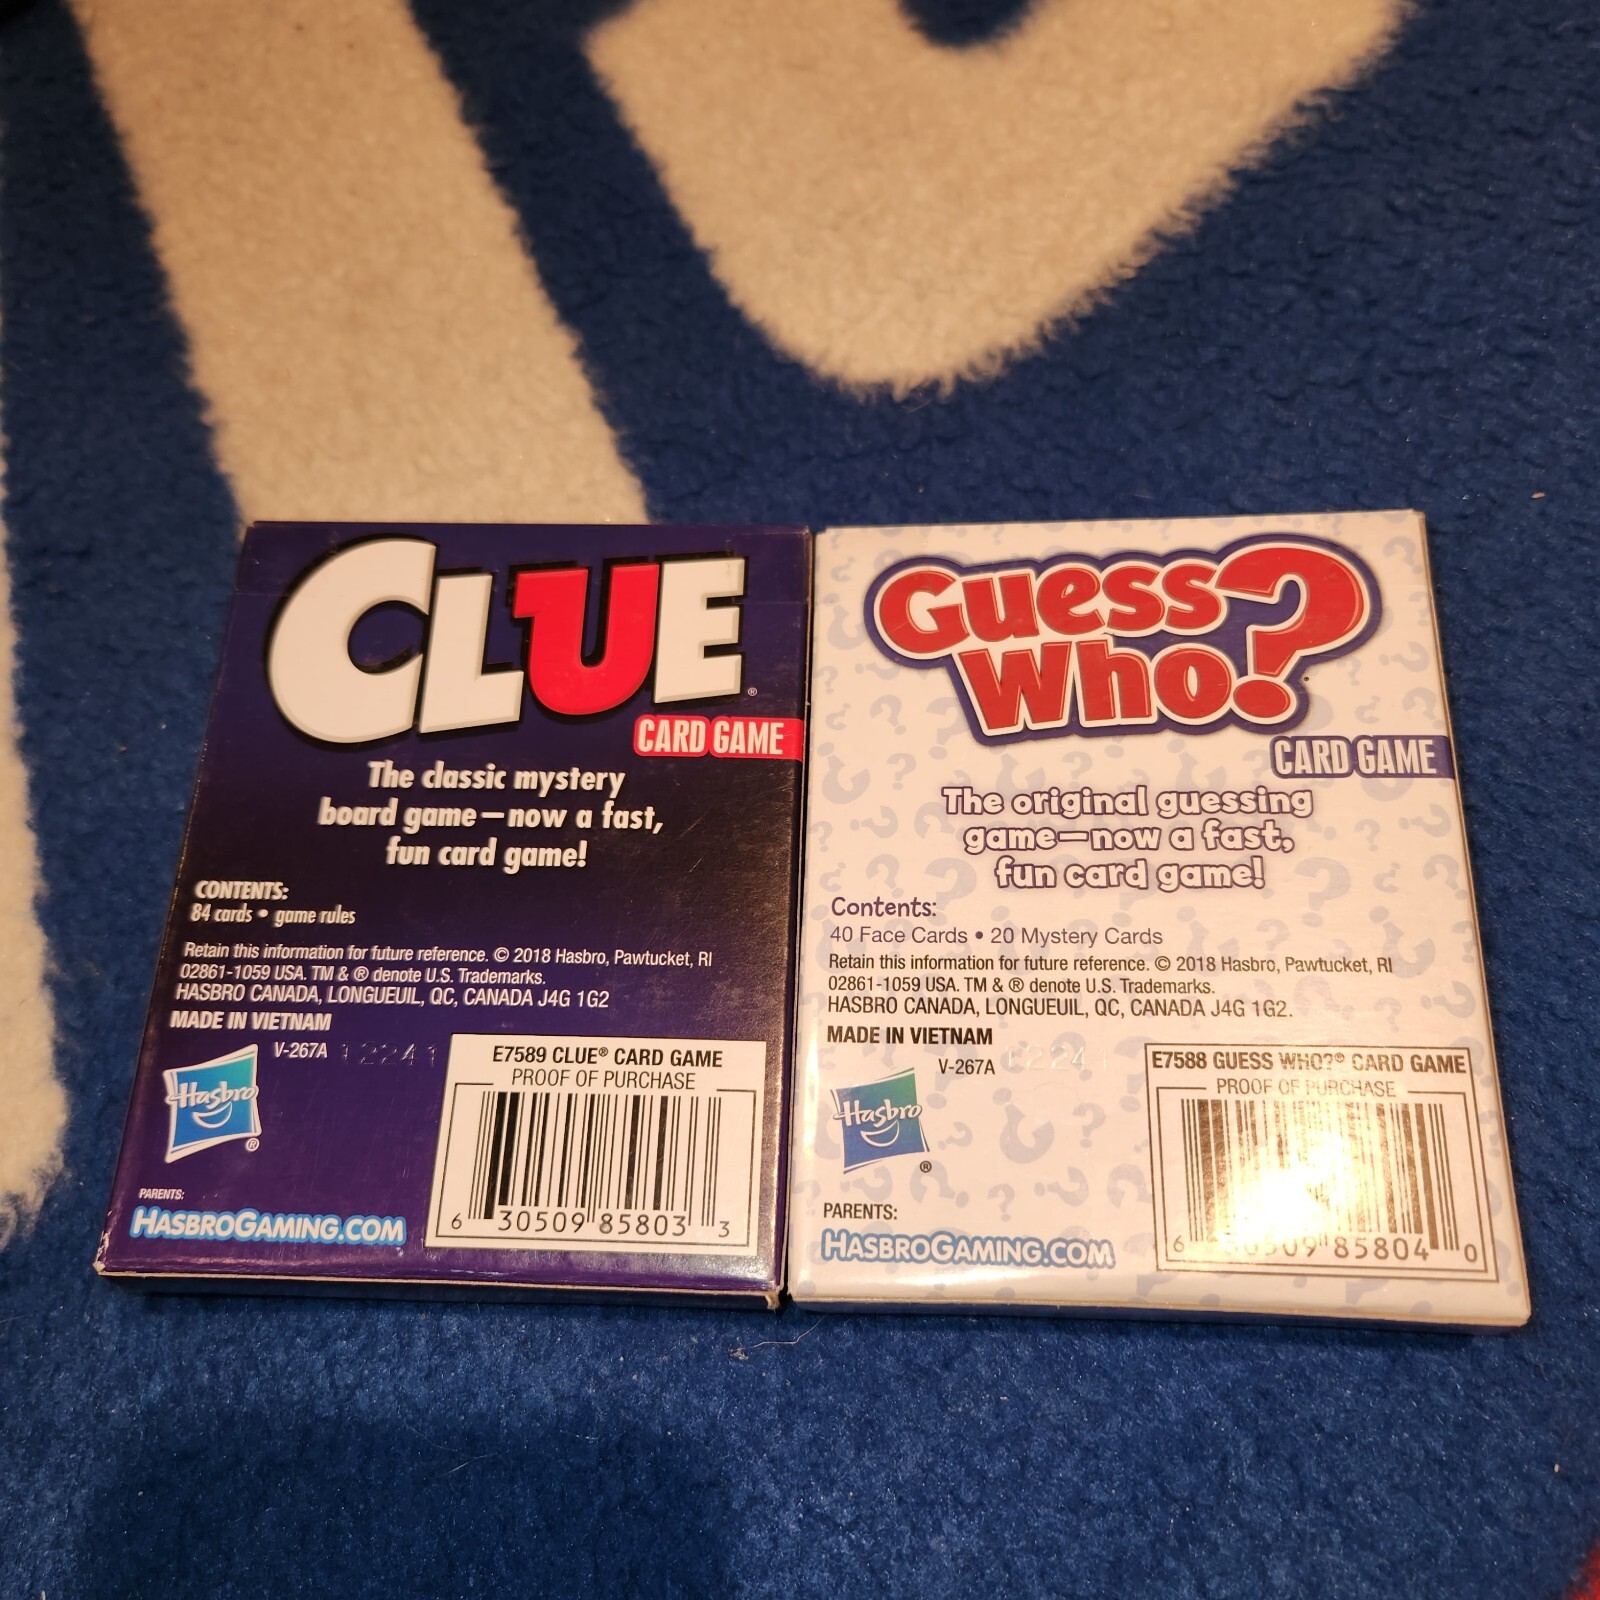 CLUE®
CARD GAME
The classic mystery
board game—now a fast,
fun card game!
CONTENTS:
84 cards • game rules
Retain this information for future reference. © 2018 Hasbro, Pawtucket, RI
02861-1059 USA. TM & ® denote U.S. Trademarks.
HASBRO CANADA, LONGUEUIL, QC, CANADA J4G 1G2
MADE IN VIETNAM
V-267A 12241
Hasbro
®
PARENTS:
HASBROGAMING.COM
E7589 CLUE® CARD GAME
PROOF OF PURCHASE
6 30509 85803 3
Guess
Who?
CARD GAME
The original guessing
game—now a fast,
fun card game!
Contents:
40 Face Cards • 20 Mystery Cards
Retain this information for future reference. © 2018 Hasbro, Pawtucket, RI
02861-1059 USA. TM & ® denote U.S. Trademarks.
HASBRO CANADA, LONGUEUIL, QC, CANADA J4G 1G2.
MADE IN VIETNAM
V-267A
Hasbro
®
PARENTS:
HASBROGAMING.COM
E7588 GUESS WHO?® CARD GAME
PROOF OF PURCHASE
6 30509 85804 0